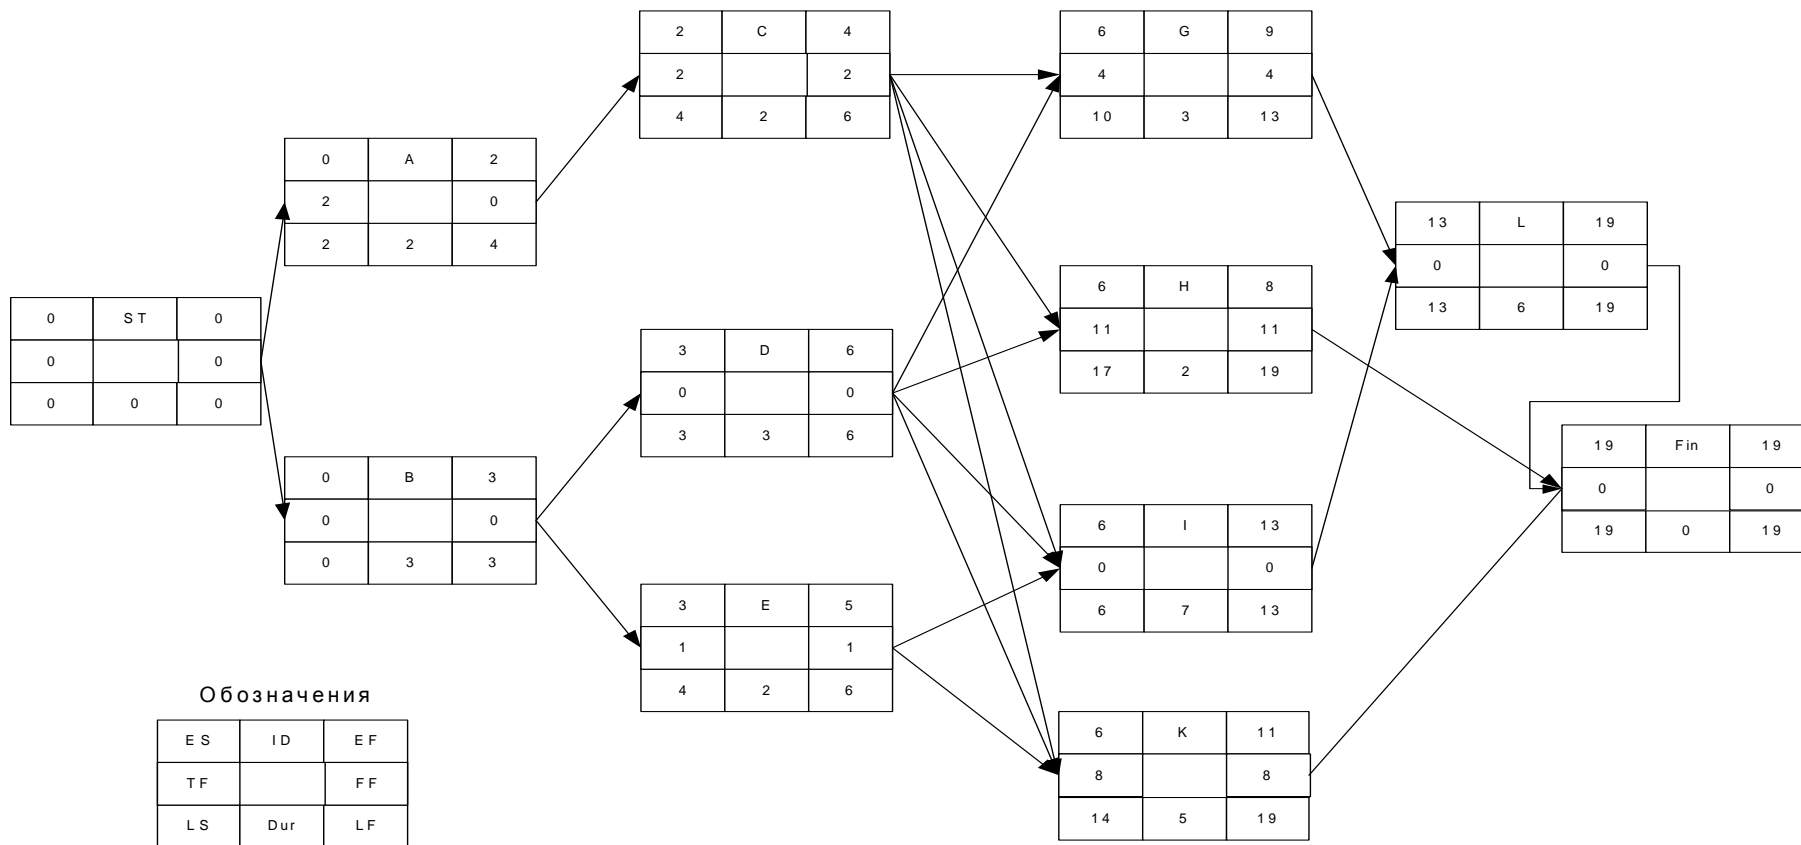 2 C 4
2 2
4 2 6
6 G 9
4 4
10 3 13
0 A 2
2 0
2 2 4
13 L 19
0 0
13 6 19
6 H 8
11 11
17 2 19
0 ST 0
0 0
0 0 0
3 D 6
0 0
3 3 6
19 Fin 19
0 0
19 0 19
0 B 3
0 0
0 3 3
6 I 13
0 0
6 7 13
3 E 5
1 1
4 2 6
6 K 11
8 8
14 5 19
Обозначения
ES ID EF
TF FF
LS Dur LF